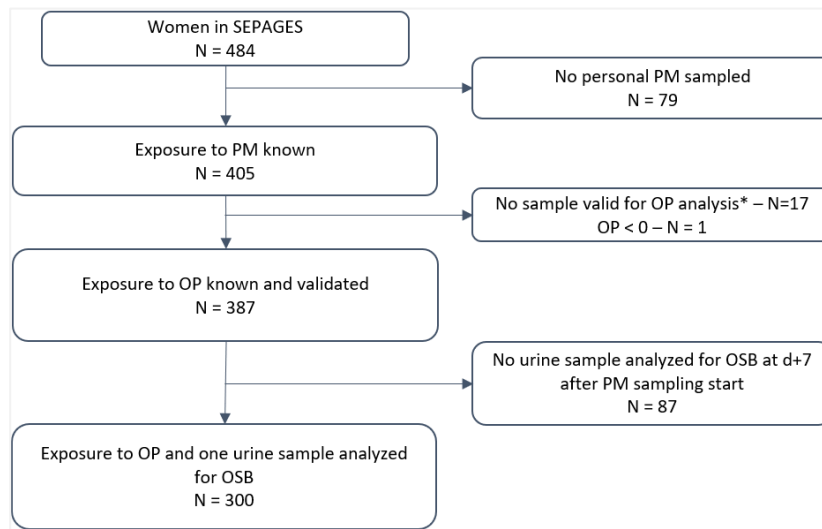 Women in SEPAGES
N = 484
No personal PM sampled
N = 79
Exposure to PM known
N = 405
No sample valid for OP analysis* – N=17
OP < 0 – N = 1
Exposure to OP known and validated
N = 387
No urine sample analyzed for OSB at d+7
after PM sampling start
N = 87
Exposure to OP and one urine sample analyzed
for OSB
N = 300